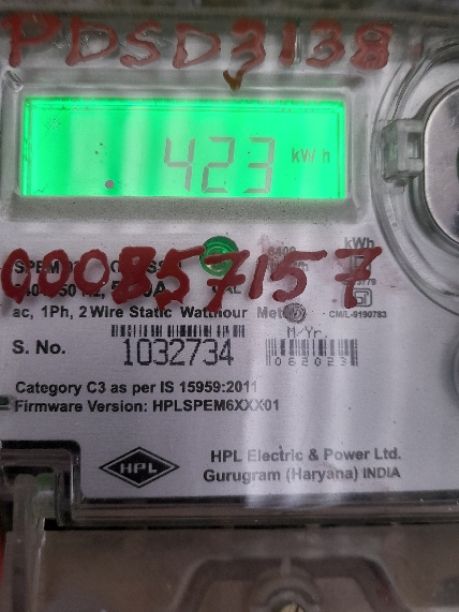 PDSD3138
423 kWh
kWh
000857157
ac, 1Ph, 2 Wire Static Watthour Meter
CM/L-9190783
M/Yr.
S. No. 1032734
062023
Category C3 as per IS 15959:2011
Firmware Version: HPLSPEM6XXX01
HPL
HPL Electric & Power Ltd.
Gurugram (Haryana) INDIA